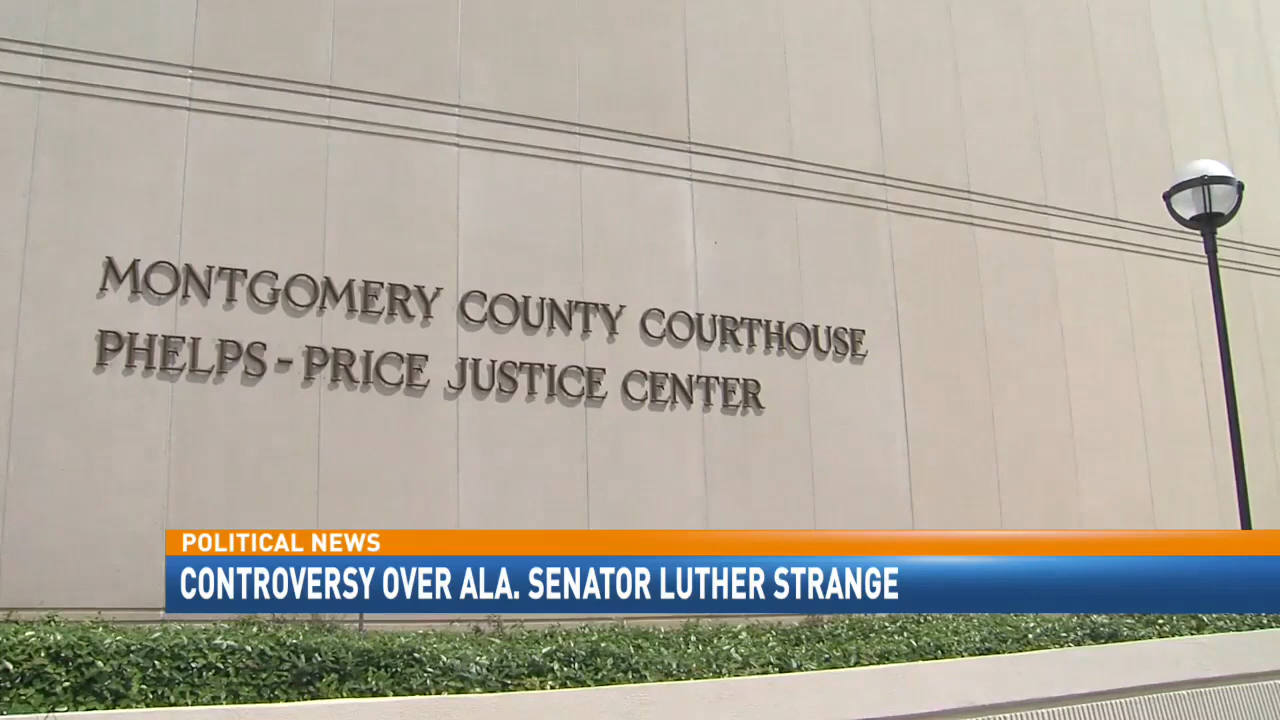 MONTGOMERY COUNTY COURTHOUSE
PHELPS-PRICE JUSTICE CENTER
POLITICAL NEWS
CONTROVERSY OVER ALA. SENATOR LUTHER STRANGE